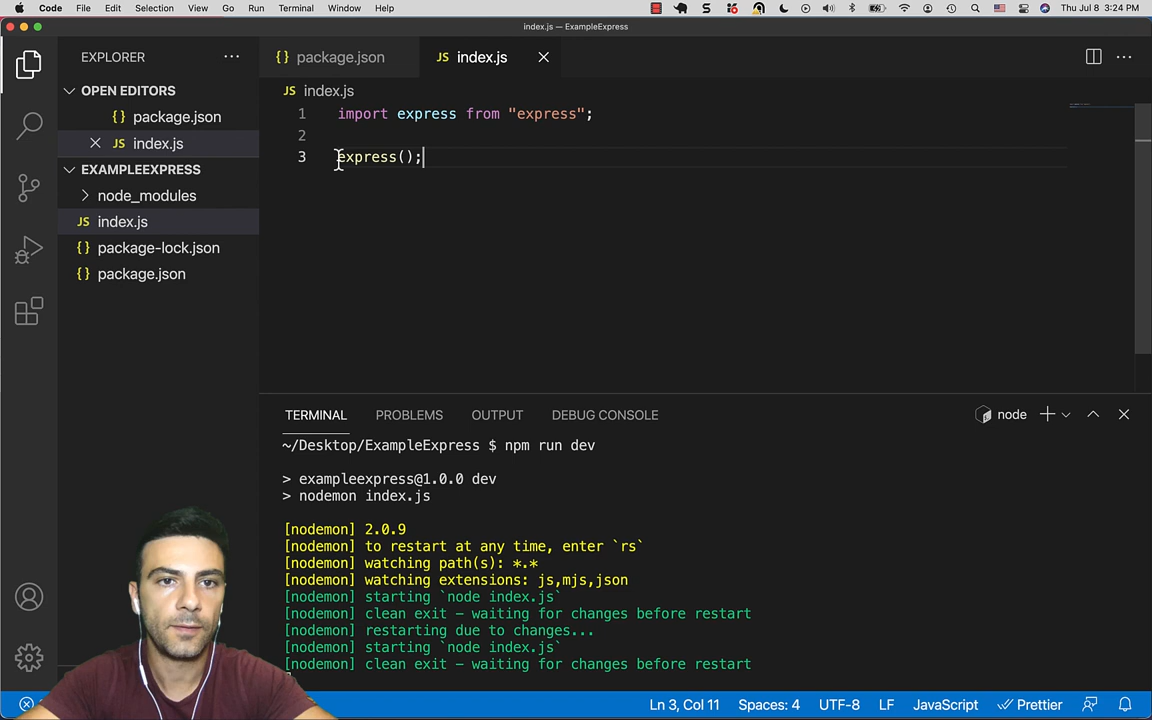 Code File Edit Selection View Go Run Terminal Window Help Thu Jul 8 3:24 PM
index.js — ExampleExpress
EXPLORER
{} package.json JS index.js
OPEN EDITORS
{} package.json
JS index.js
EXAMPLEEXPRESS
node_modules
JS index.js
{} package-lock.json
{} package.json
JS index.js
1 import express from "express";
2
3 express();
TERMINAL PROBLEMS OUTPUT DEBUG CONSOLE node
~/Desktop/ExampleExpress $ npm run dev
> exampleexpress@1.0.0 dev
> nodemon index.js
[nodemon] 2.0.9
[nodemon] to restart at any time, enter `rs`
[nodemon] watching path(s): *.*
[nodemon] watching extensions: js,mjs,json
[nodemon] starting `node index.js`
[nodemon] clean exit - waiting for changes before restart
[nodemon] restarting due to changes...
[nodemon] starting `node index.js`
[nodemon] clean exit - waiting for changes before restart
Ln 3, Col 11 Spaces: 4 UTF-8 LF JavaScript Prettier